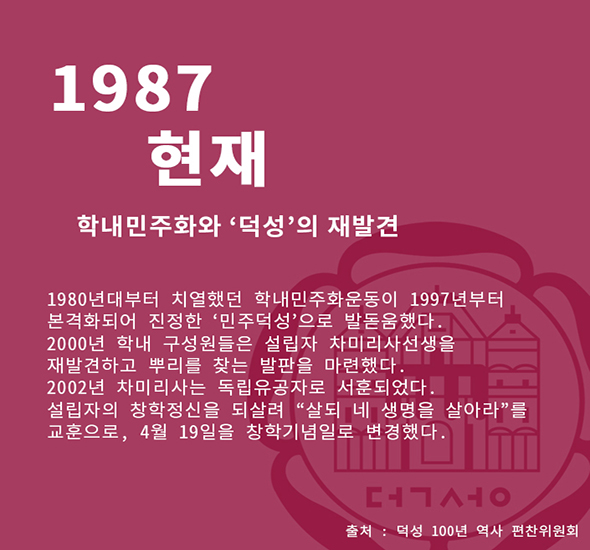 1987
현재
학내민주화와 ‘덕성’의 재발견
1980년대부터 치열했던 학내민주화운동이 1997년부터
본격화되어 진정한 ‘민주덕성’으로 발돋움했다.
2000년 학내 구성원들은 설립자 차미리사선생을
재발견하고 뿌리를 찾는 발판을 마련했다.
2002년 차미리사는 독립유공자로 서훈되었다.
설립자의 창학정신을 되살려 “살되 네 생명을 살아라”를
교훈으로, 4월 19일을 창학기념일로 변경했다.
더ㄱ서ㅇ
출처 : 덕성 100년 역사 편찬위원회